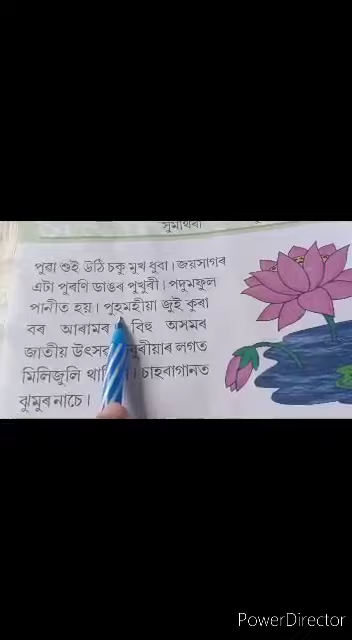 পুৱা শুই উঠি চকু মুখ ধুবা। জয়সাগৰ
এটা পুৰণি ডাঙৰ পুখুৰী। পদুমফুল
পানীত হয়। পুহমহীয়া জুই কুৰা
বৰ আৰামৰ বিহু অসমৰ
জাতীয় উৎসৱ লগত
মিলিজুলি চাহবাগানত
ঝুমুৰ নাচে।
PowerDirector